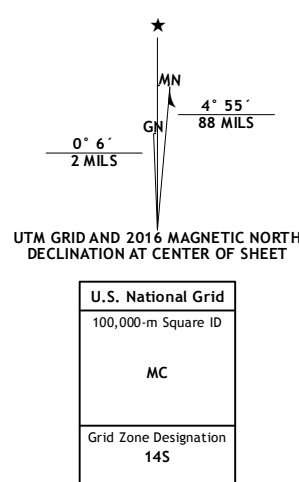 MN
4° 55´
88 MILS
GN
0° 6´
2 MILS
UTM GRID AND 2016 MAGNETIC NORTH
DECLINATION AT CENTER OF SHEET
U.S. National Grid
100,000-m Square ID
MC
Grid Zone Designation
14S